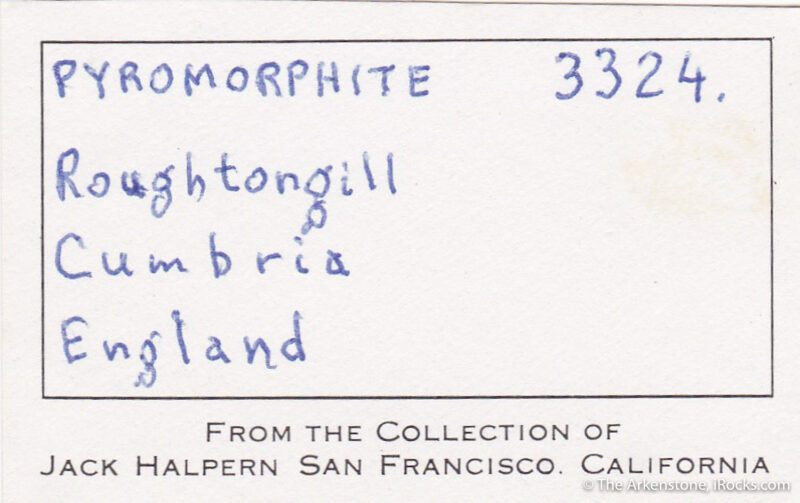 PYROMORPHITE 3324.
Roughtongill
Cumbria
England
FROM THE COLLECTION OF
JACK HALPERN SAN FRANCISCO. CALIFORNIA
© The Arkenstone, iRocks.com